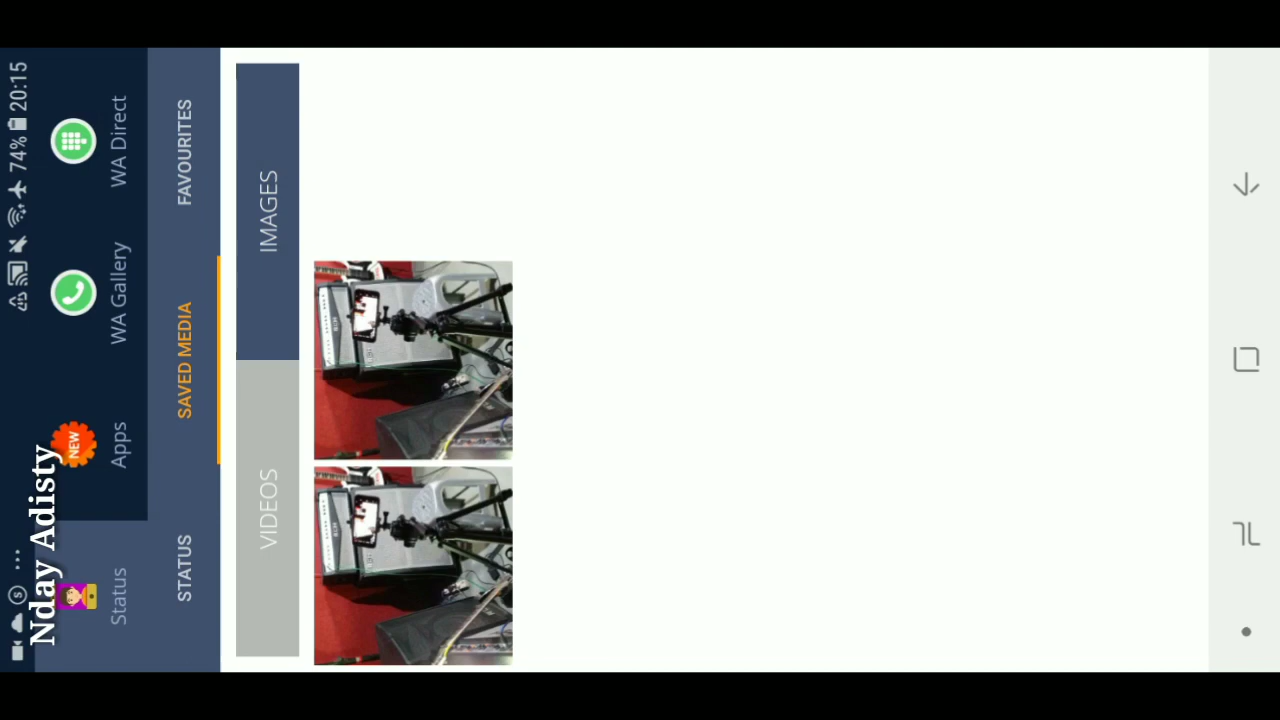 20:15
74%
Status
Apps
NEW
WA Gallery
WA Direct
Nday Adisty
STATUS
SAVED MEDIA
FAVOURITES
VIDEOS
IMAGES